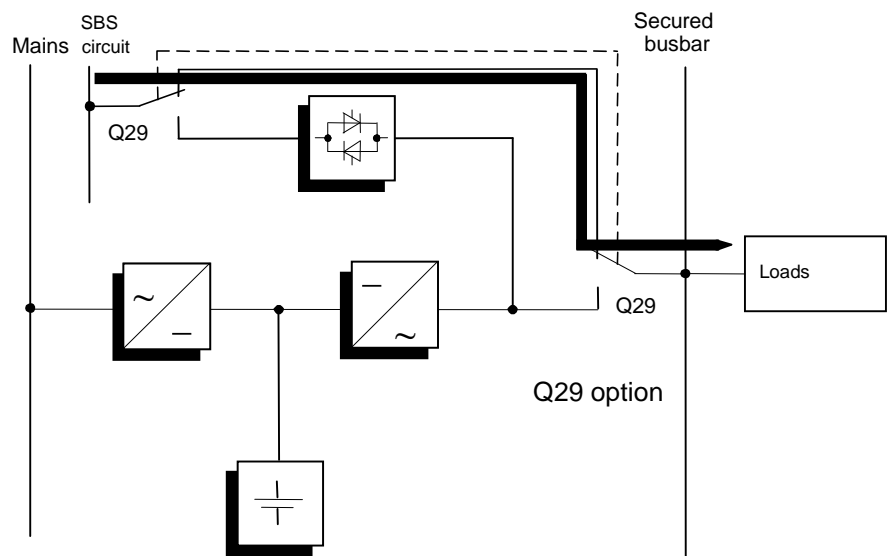 SBS
circuit
Mains
Secured
busbar
Q29
Loads
Q29
Q29 option